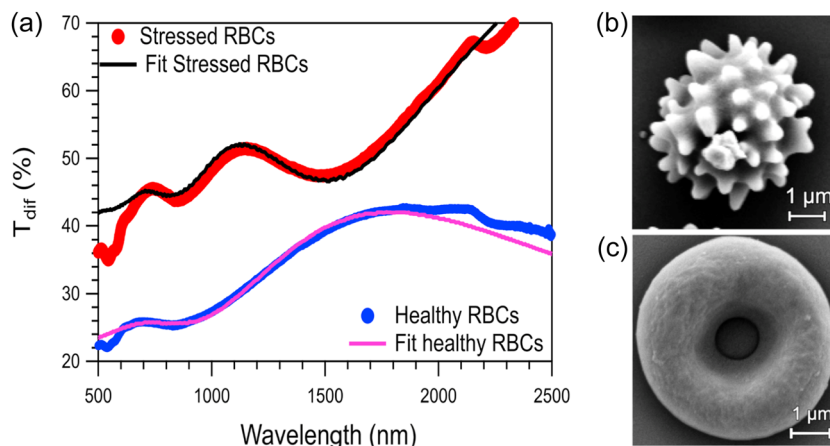 (a)
70
60
50
40
30
20
T_dif (%)
Stressed RBCs
Fit Stressed RBCs
Healthy RBCs
Fit healthy RBCs
500 1000 1500 2000 2500
Wavelength (nm)
(b)
1 µm
(c)
1 µm